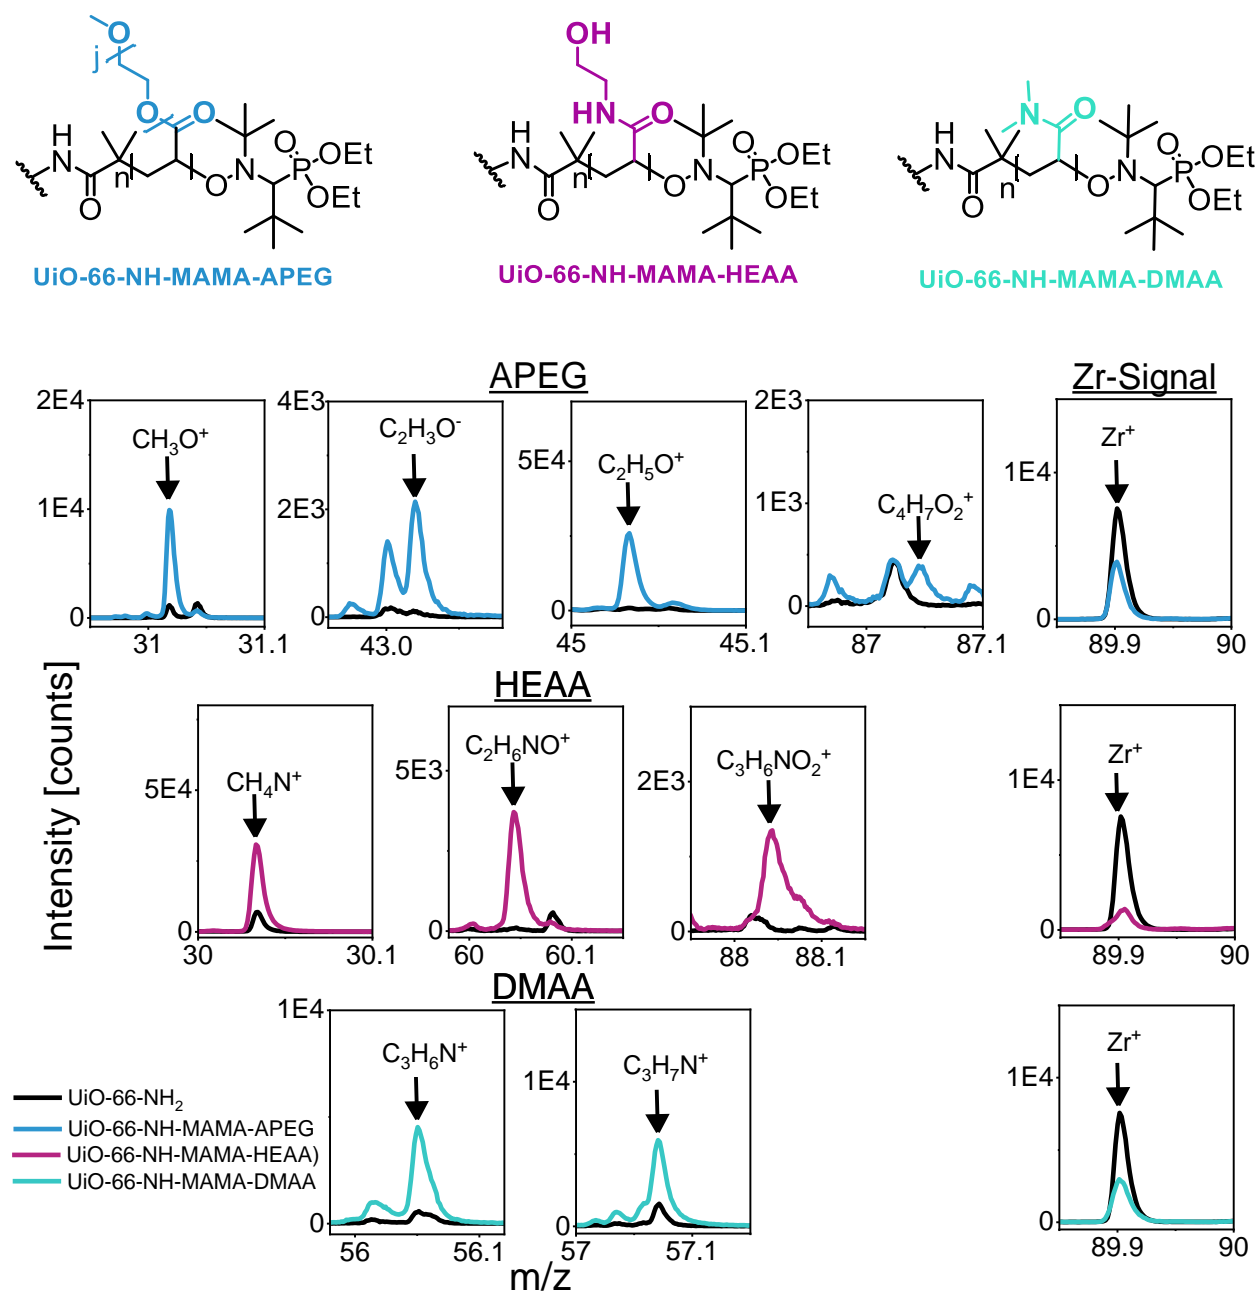 O
j
O
O
H
N
O
n
O
N
O
P
OEt
OEt
UiO-66-NH-MAMA-APEG
OH
HN
O
H
N
O
n
O
N
O
P
OEt
OEt
UiO-66-NH-MAMA-HEAA
N
O
H
N
O
n
O
N
O
P
OEt
OEt
UiO-66-NH-MAMA-DMAA
APEG
Zr-Signal
2E4
1E4
0
CH₃O⁺
31
31.1
4E3
2E3
0
C₂H₃O⁻
43.0
5E4
0
C₂H₅O⁺
45
45.1
2E3
1E3
0
C₄H₇O₂⁺
87
87.1
1E4
0
Zr⁺
89.9
90
HEAA
Intensity [counts]
5E4
0
CH₄N⁺
30
30.1
5E3
0
C₂H₆NO⁺
60
60.1
2E3
0
C₃H₆NO₂⁺
88
88.1
1E4
0
Zr⁺
89.9
90
DMAA
1E4
0
C₃H₆N⁺
56
56.1
1E4
0
C₃H₇N⁺
57
57.1
1E4
0
Zr⁺
89.9
90
UiO-66-NH₂
UiO-66-NH-MAMA-APEG
UiO-66-NH-MAMA-HEAA)
UiO-66-NH-MAMA-DMAA
m/z